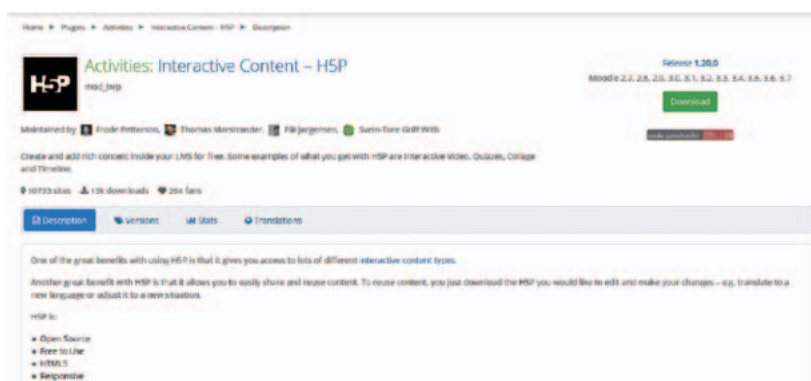 Home ▶ Plugins ▶ Activities ▶ Interactive Content - H5P ▶ Description
H5P
Activities: Interactive Content – H5P
mod_hvp
Release 1.20.0
Moodle 2.7, 2.8, 2.9, 3.0, 3.1, 3.2, 3.3, 3.4, 3.5, 3.6, 3.7
Download
Maintained by Frode Petterson, Thomas Marstrander, Pål Jørgensen, Svein-Tore Griff With
Create and add rich content inside your LMS for free. Some examples of what you get with H5P are Interactive Video, Quizzes, Collage
and Timeline.
10733 sites 13k downloads 294 fans
Description Versions Stats Translations
One of the great benefits with using H5P is that it gives you access to lots of different interactive content types.
Another great benefit with H5P is that it allows you to easily share and reuse content. To reuse content, you just download the H5P you would like to edit and make your changes – e.g. translate to a
new language or adjust it to a new situation.
H5P is:
• Open Source
• Free to Use
• HTML5
• Responsive